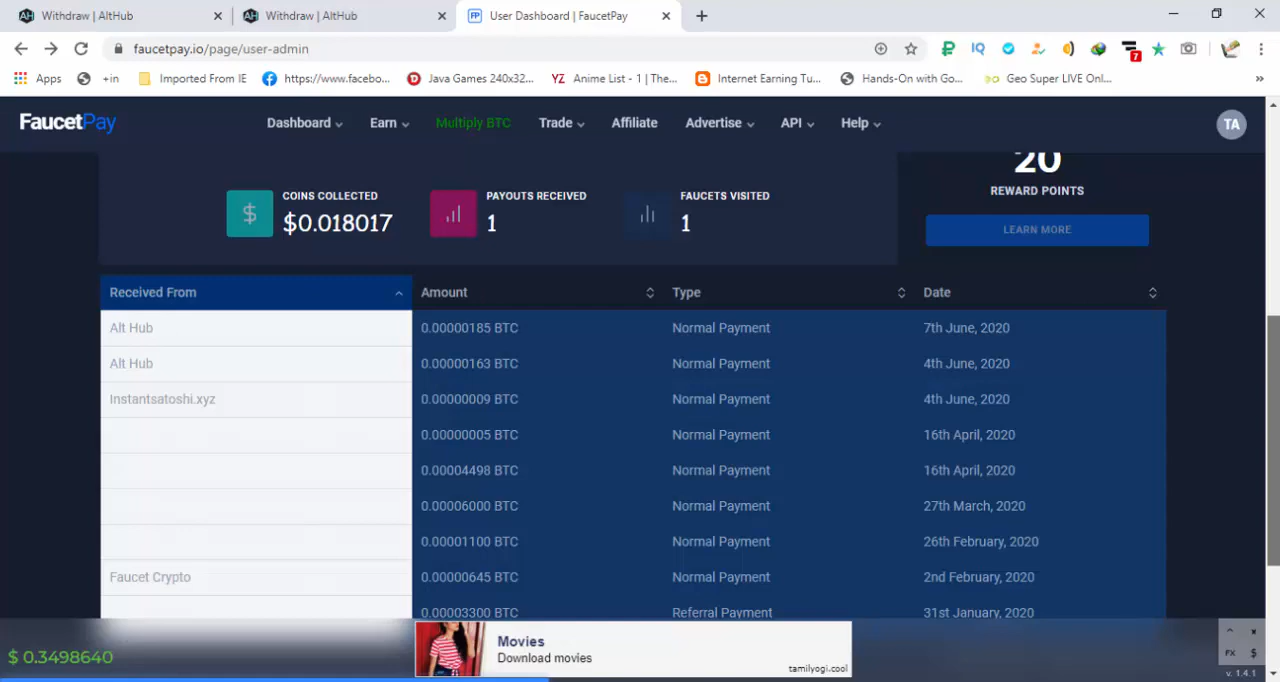 Withdraw | AltHub
Withdraw | AltHub
User Dashboard | FaucetPay
faucetpay.io/page/user-admin
IQ
7
Apps
+in
Imported From IE
https://www.facebo...
Java Games 240x32...
YZ Anime List - 1 | The...
Internet Earning Tu...
Hands-On with Go...
Geo Super LIVE Onl...
»
FaucetPay
Dashboard
Earn
Multiply BTC
Trade
Affiliate
Advertise
API
Help
TA
20
REWARD POINTS
LEARN MORE
COINS COLLECTED
$0.018017
PAYOUTS RECEIVED
1
FAUCETS VISITED
1
Received From Amount Type Date
Alt Hub 0.00000185 BTC Normal Payment 7th June, 2020
Alt Hub 0.00000163 BTC Normal Payment 4th June, 2020
Instantsatoshi.xyz 0.00000009 BTC Normal Payment 4th June, 2020
0.00000005 BTC Normal Payment 16th April, 2020
0.00004498 BTC Normal Payment 16th April, 2020
0.00006000 BTC Normal Payment 27th March, 2020
0.00001100 BTC Normal Payment 26th February, 2020
Faucet Crypto 0.00000645 BTC Normal Payment 2nd February, 2020
0.00003300 BTC Referral Payment 31st January, 2020
$ 0.3498640
Movies
Download movies
tamilyogi.cool
FX $
v. 1.4.1